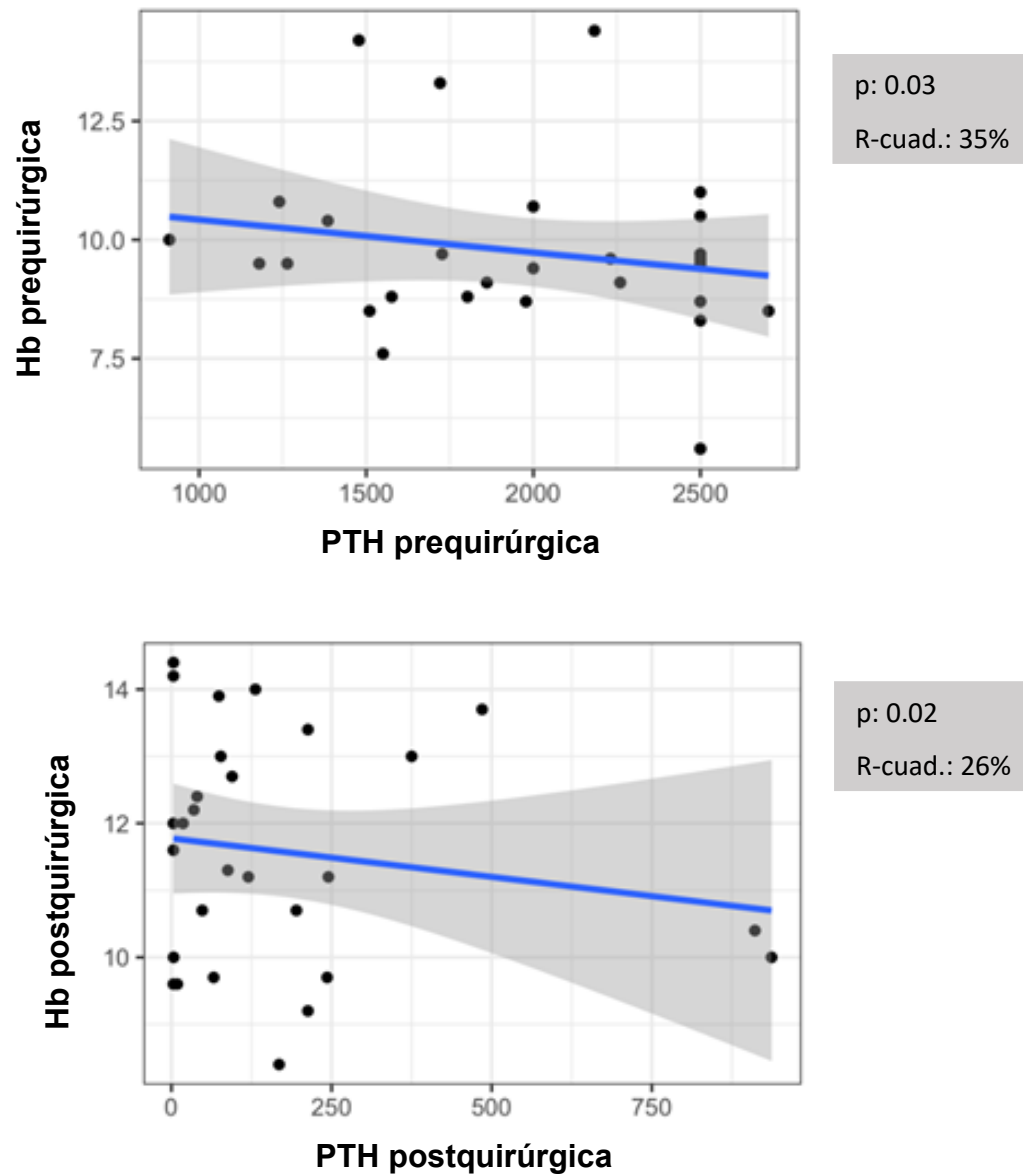 12.5
10.0
7.5
Hb prequirúrgica
1000 1500 2000 2500
PTH prequirúrgica
p: 0.03
R-cuad.: 35%
14
12
10
Hb postquirúrgica
0 250 500 750
PTH postquirúrgica
p: 0.02
R-cuad.: 26%